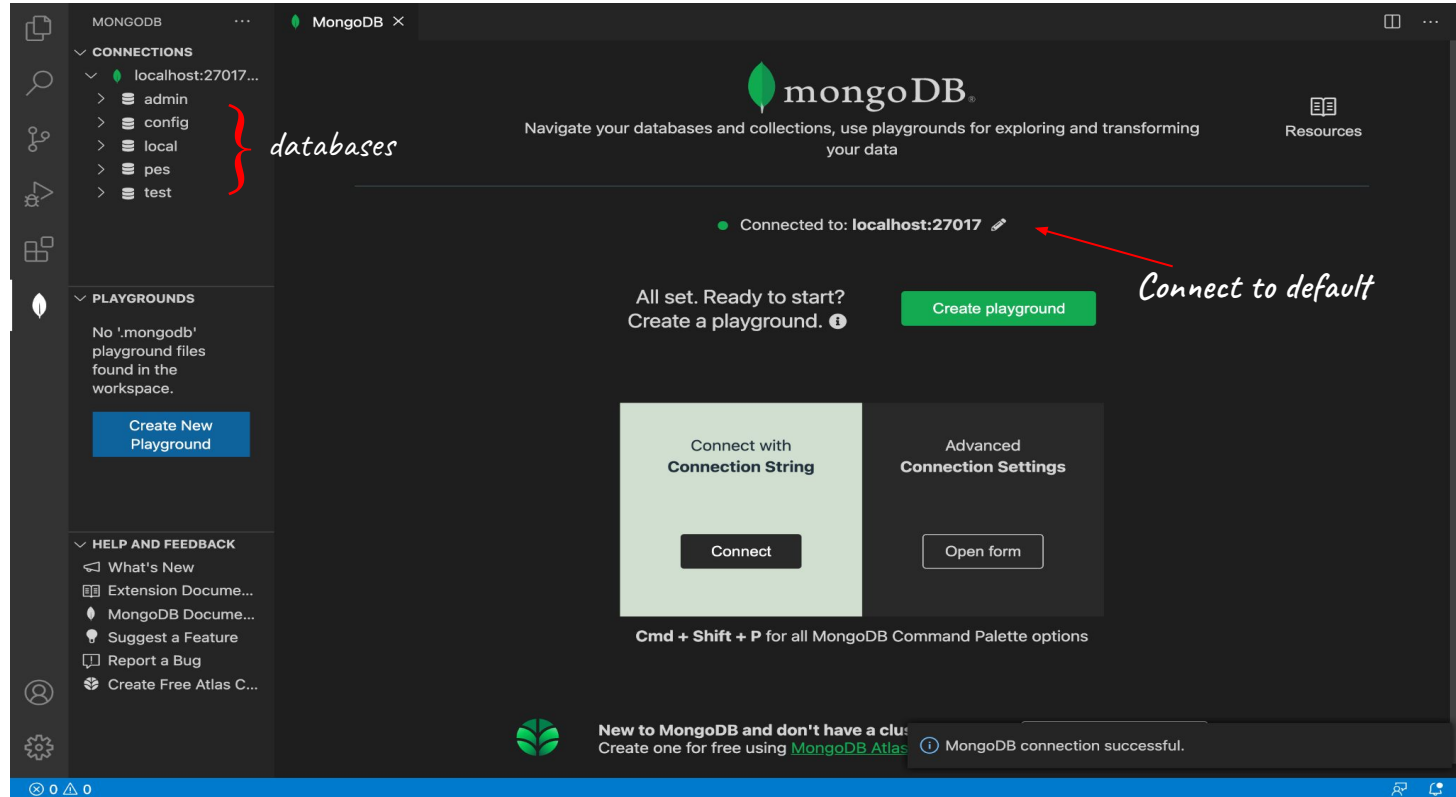 MONGODB ...
CONNECTIONS
localhost:27017...
admin
config
local
pes
test
databases
PLAYGROUNDS
No '.mongodb'
playground files
found in the
workspace.
Create New
Playground
HELP AND FEEDBACK
What's New
Extension Docume...
MongoDB Docume...
Suggest a Feature
Report a Bug
Create Free Atlas C...
MongoDB
mongoDB®
Navigate your databases and collections, use playgrounds for exploring and transforming
your data
Resources
Connected to: localhost:27017
Connect to default
All set. Ready to start?
Create a playground.
Create playground
Connect with
Connection String
Connect
Advanced
Connection Settings
Open form
Cmd + Shift + P for all MongoDB Command Palette options
New to MongoDB and don't have a clus
Create one for free using MongoDB Atlas
MongoDB connection successful.
0 0